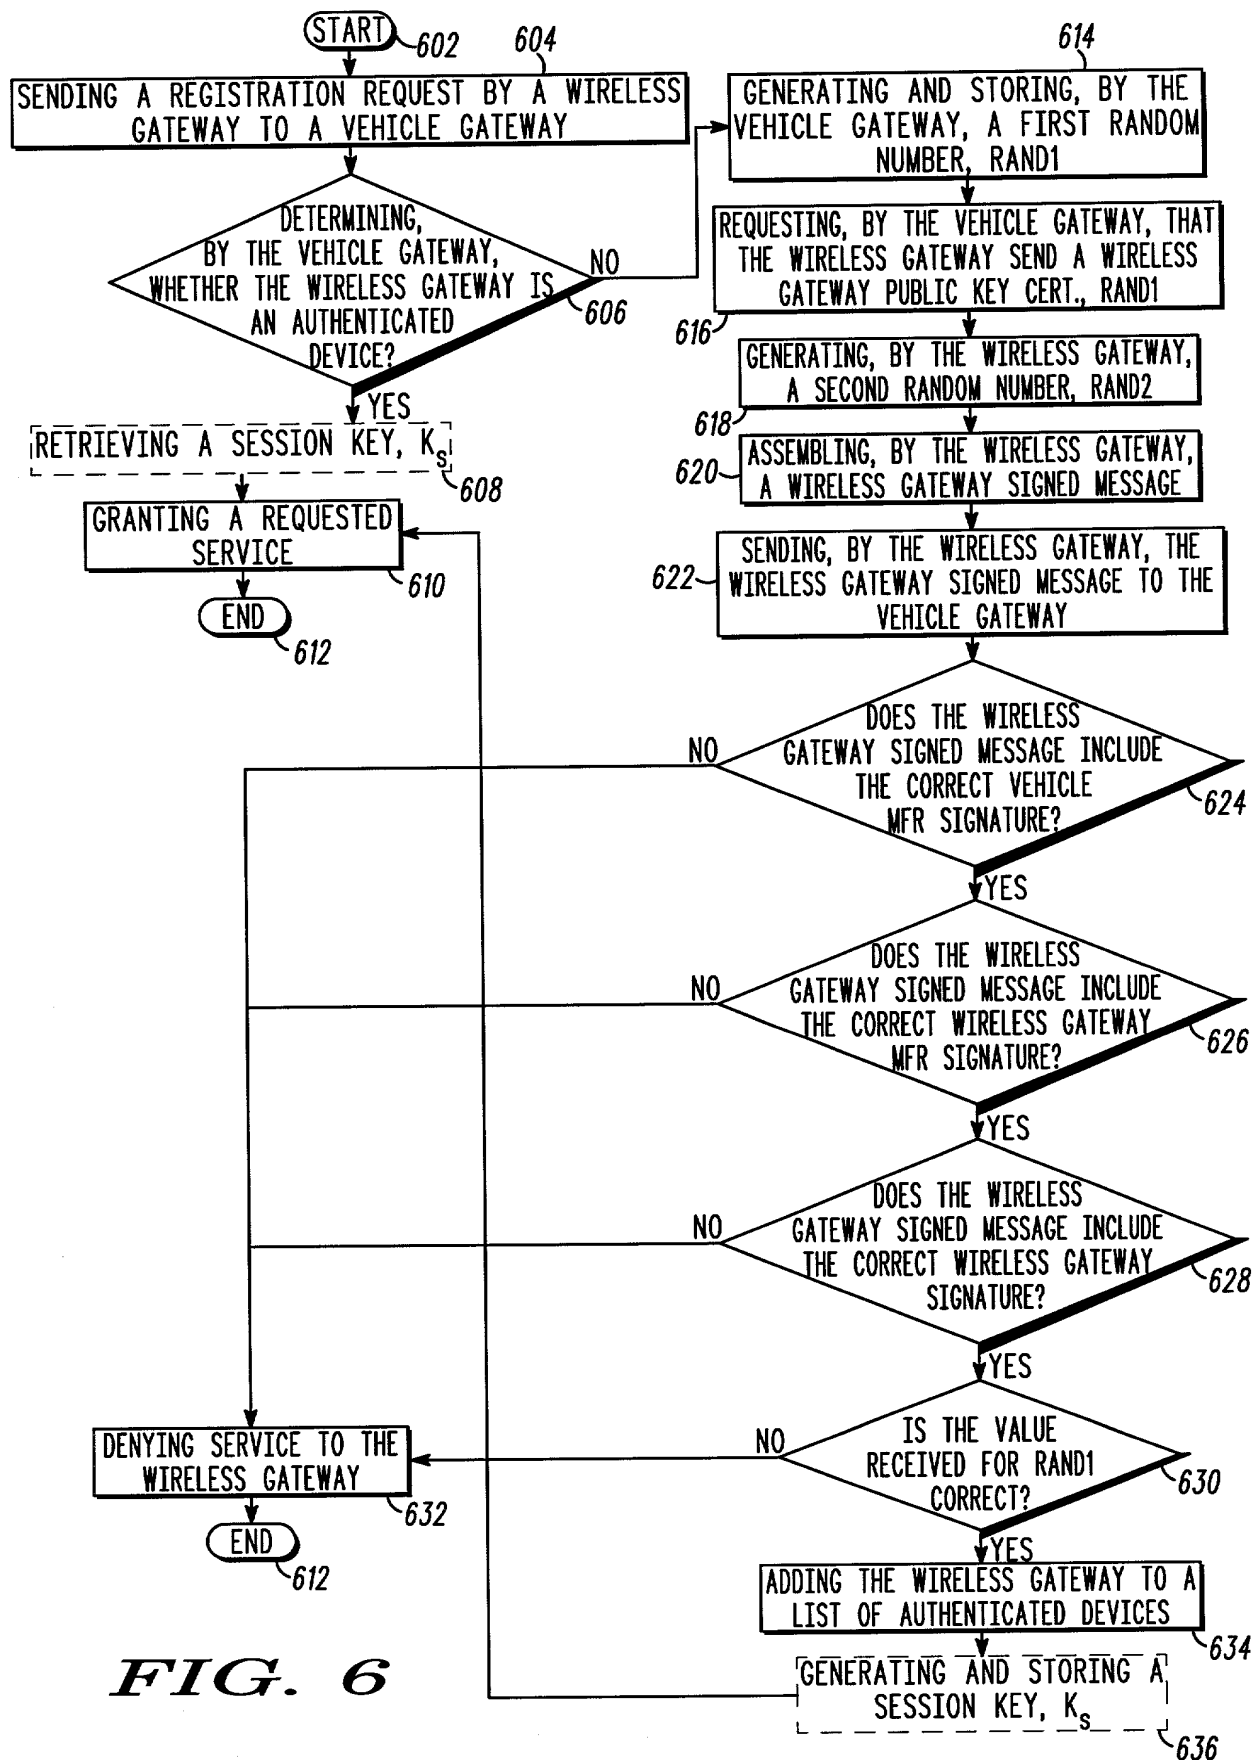 START
602
604
SENDING A REGISTRATION REQUEST BY A WIRELESS
GATEWAY TO A VEHICLE GATEWAY
DETERMINING,
BY THE VEHICLE GATEWAY,
WHETHER THE WIRELESS GATEWAY IS
AN AUTHENTICATED
DEVICE?
NO
606
YES
RETRIEVING A SESSION KEY, Ks
608
GRANTING A REQUESTED
SERVICE
610
END
612
614
GENERATING AND STORING, BY THE
VEHICLE GATEWAY, A FIRST RANDOM
NUMBER, RAND1
REQUESTING, BY THE VEHICLE GATEWAY, THAT
THE WIRELESS GATEWAY SEND A WIRELESS
GATEWAY PUBLIC KEY CERT., RAND1
616
GENERATING, BY THE WIRELESS GATEWAY,
A SECOND RANDOM NUMBER, RAND2
618
ASSEMBLING, BY THE WIRELESS GATEWAY,
A WIRELESS GATEWAY SIGNED MESSAGE
620
SENDING, BY THE WIRELESS GATEWAY, THE
WIRELESS GATEWAY SIGNED MESSAGE TO THE
VEHICLE GATEWAY
622
DOES THE WIRELESS
GATEWAY SIGNED MESSAGE INCLUDE
THE CORRECT VEHICLE
MFR SIGNATURE?
NO
624
YES
DOES THE WIRELESS
GATEWAY SIGNED MESSAGE INCLUDE
THE CORRECT WIRELESS GATEWAY
MFR SIGNATURE?
NO
626
YES
DOES THE WIRELESS
GATEWAY SIGNED MESSAGE INCLUDE
THE CORRECT WIRELESS GATEWAY
SIGNATURE?
NO
628
YES
IS THE VALUE
RECEIVED FOR RAND1
CORRECT?
NO
630
YES
DENYING SERVICE TO THE
WIRELESS GATEWAY
632
END
612
ADDING THE WIRELESS GATEWAY TO A
LIST OF AUTHENTICATED DEVICES
634
GENERATING AND STORING A
SESSION KEY, Ks
636
FIG. 6